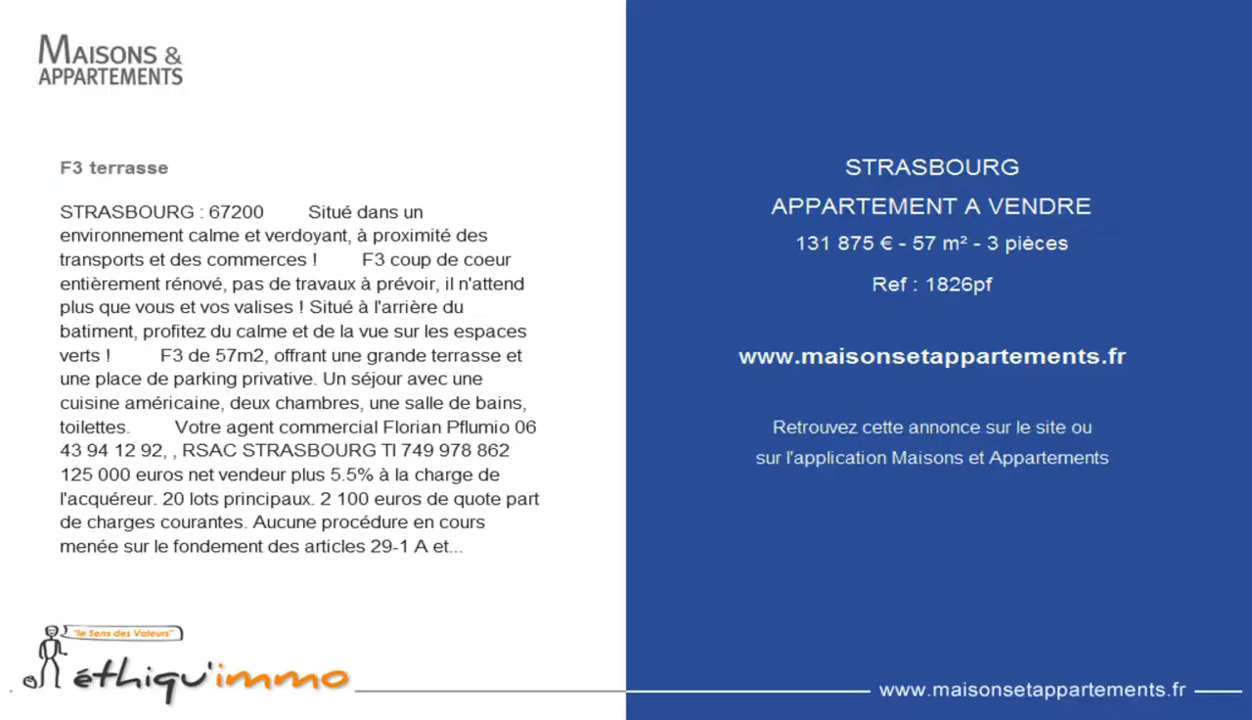 MAISONS &
APPARTEMENTS
F3 terrasse
STRASBOURG : 67200 Situé dans un
environnement calme et verdoyant, à proximité des
transports et des commerces ! F3 coup de coeur
entièrement rénové, pas de travaux à prévoir, il n'attend
plus que vous et vos valises ! Situé à l'arrière du
batiment, profitez du calme et de la vue sur les espaces
verts ! F3 de 57m2, offrant une grande terrasse et
une place de parking privative. Un séjour avec une
cuisine américaine, deux chambres, une salle de bains,
toilettes. Votre agent commercial Florian Pflumio 06
43 94 12 92, , RSAC STRASBOURG TI 749 978 862
125 000 euros net vendeur plus 5.5% à la charge de
l'acquéreur. 20 lots principaux. 2 100 euros de quote part
de charges courantes. Aucune procédure en cours
menée sur le fondement des articles 29-1 A et...
"le Sens des Valeurs"
éthiqu'immo
STRASBOURG
APPARTEMENT A VENDRE
131 875 € - 57 m² - 3 pièces
Ref : 1826pf
www.maisonsetappartements.fr
Retrouvez cette annonce sur le site ou
sur l'application Maisons et Appartements
www.maisonsetappartements.fr